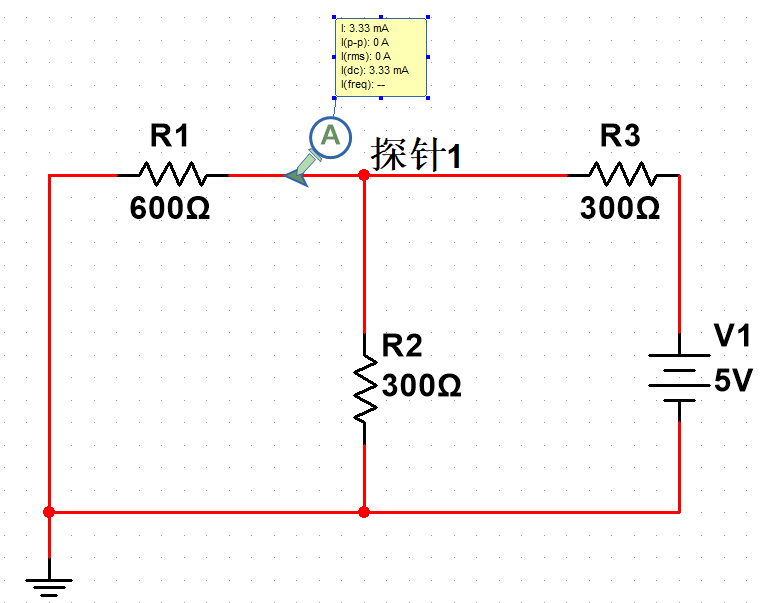 I: 3.33 mA
I(p-p): 0 A
I(rms): 0 A
I(dc): 3.33 mA
I(freq): --
A
探针1
R1
600Ω
R3
300Ω
R2
300Ω
V1
5V